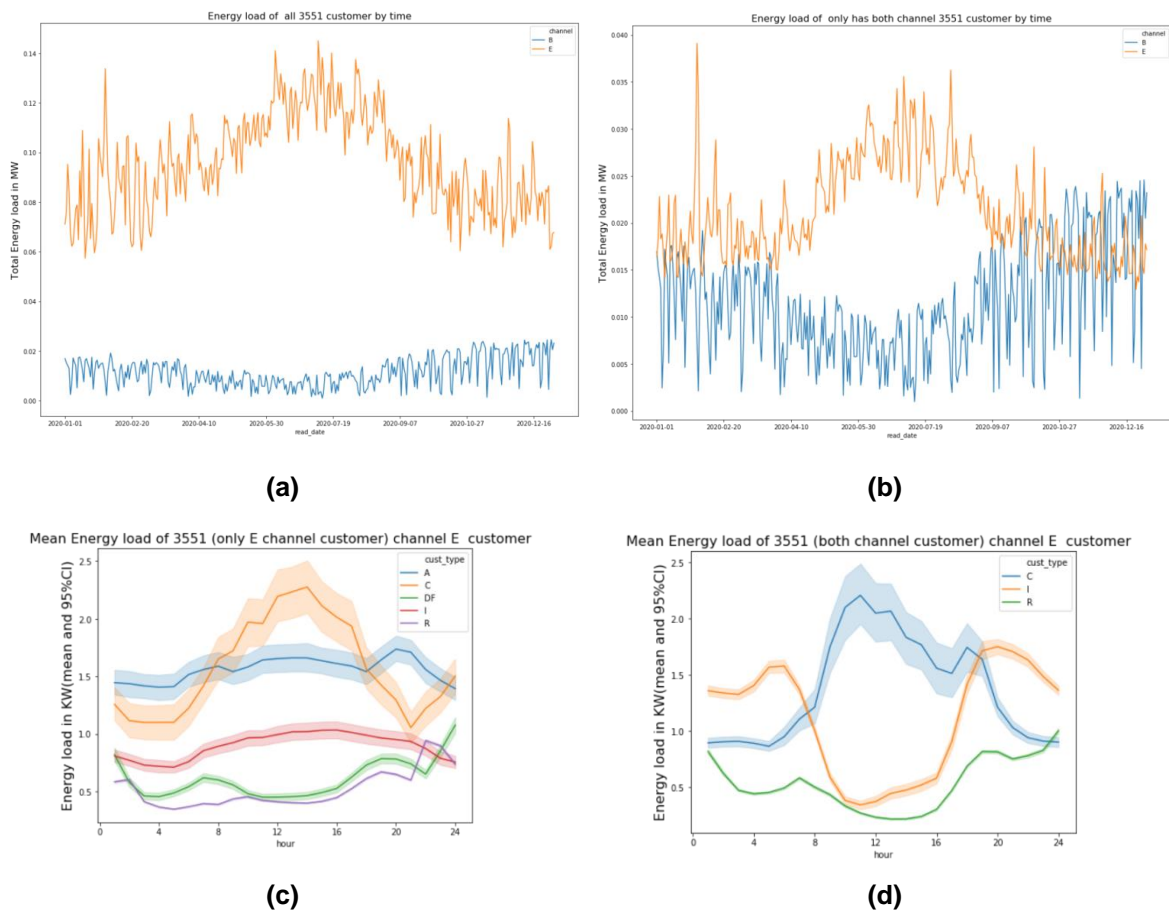 Energy load of all 3551 customer by time
channel
B
E
Total Energy load in MW
0.14
0.12
0.10
0.08
0.06
0.04
0.02
0.00
2020-01-01 2020-02-20 2020-04-10 2020-05-30 2020-07-19 2020-09-07 2020-10-27 2020-12-16
read_date
(a)
Energy load of only has both channel 3551 customer by time
channel
B
E
Total Energy load in MW
0.040
0.035
0.030
0.025
0.020
0.015
0.010
0.005
0.000
2020-01-01 2020-02-20 2020-04-10 2020-05-30 2020-07-19 2020-09-07 2020-10-27 2020-12-16
read_date
(b)
Mean Energy load of 3551 (only E channel customer) channel E customer
cust_type
A
C
DF
I
R
Energy load in KW(mean and 95%CI)
2.5
2.0
1.5
1.0
0.5
0 4 8 12 16 20 24
hour
(c)
Mean Energy load of 3551 (both channel customer) channel E customer
cust_type
C
I
R
Energy load in KW(mean and 95%CI)
2.5
2.0
1.5
1.0
0.5
0 4 8 12 16 20 24
hour
(d)